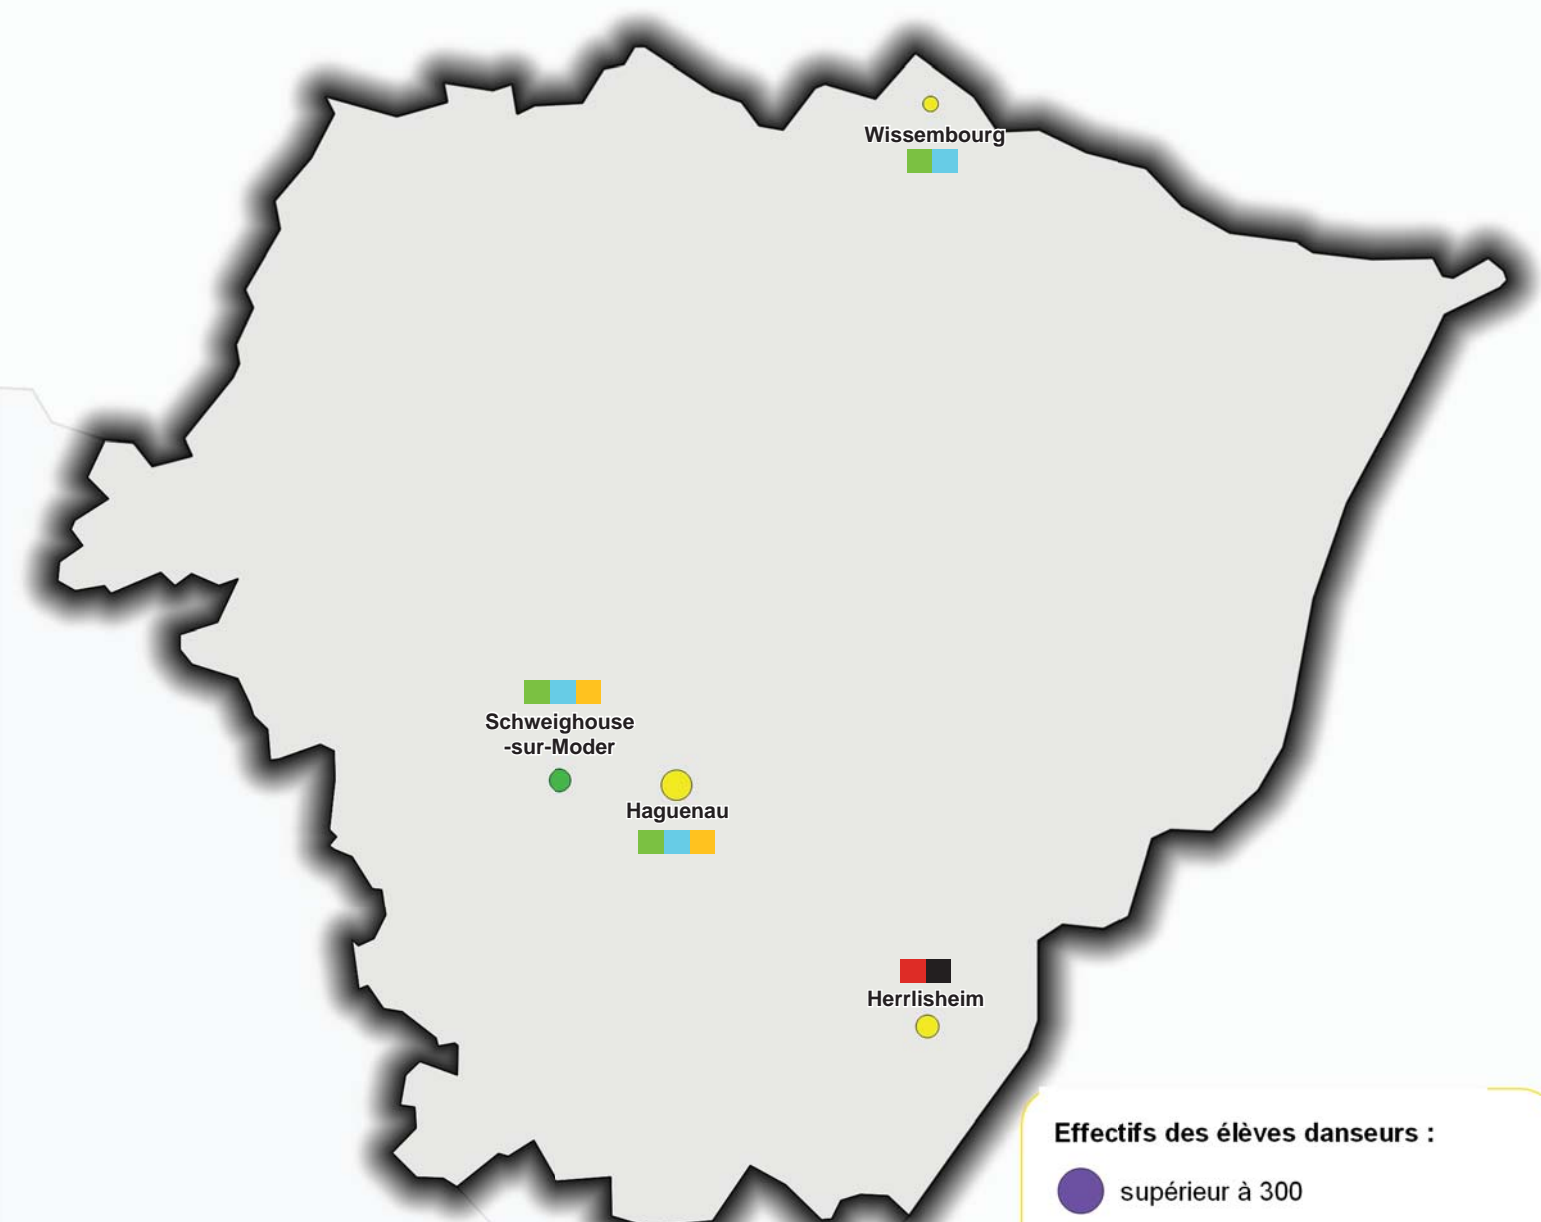 Wissembourg
Schweighouse
-sur-Moder
Haguenau
Herrlisheim
Effectifs des élèves danseurs :
supérieur à 300